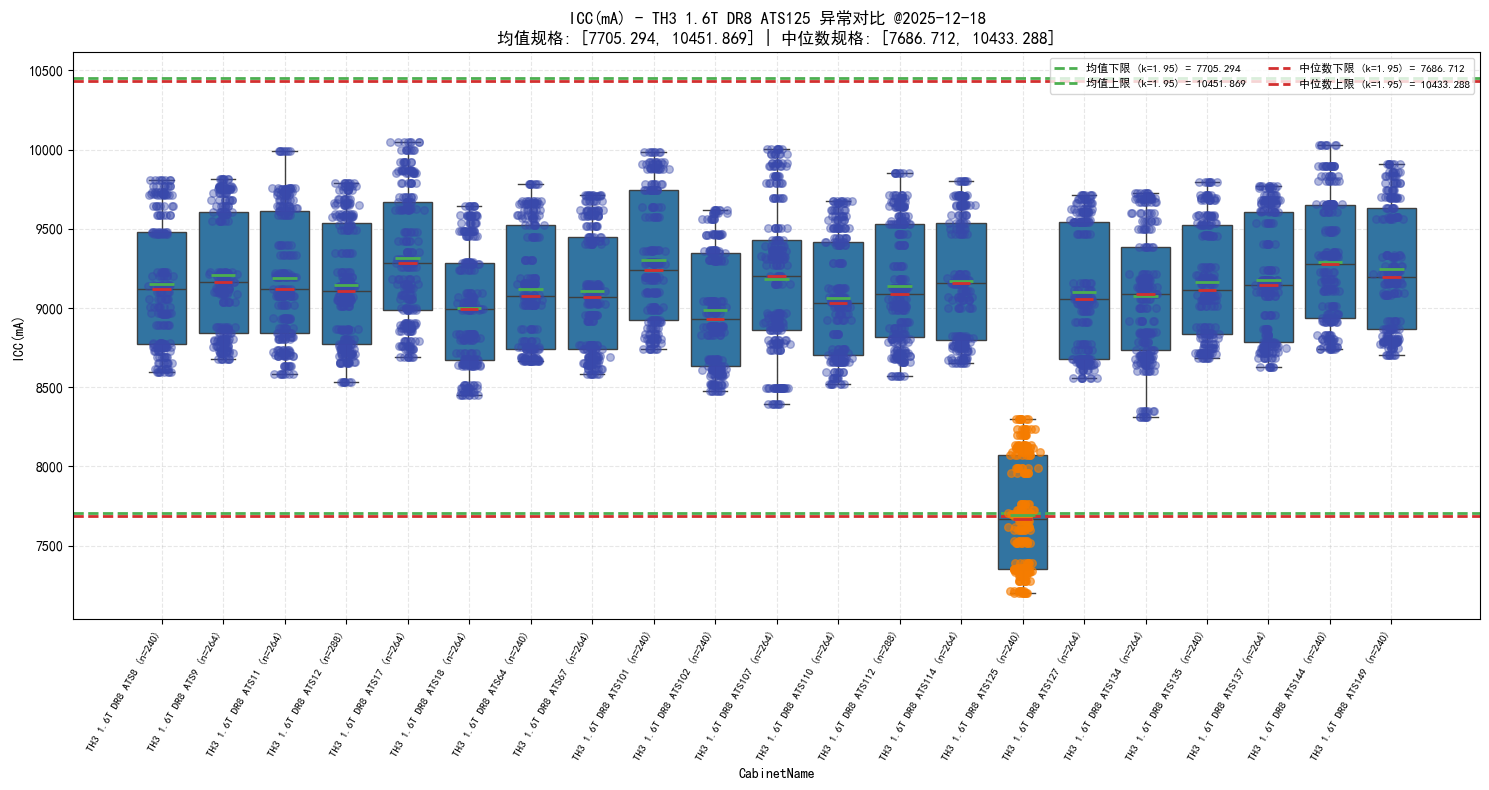 ICC(mA) - TH3 1.6T DR8 ATS125 异常对比 @2025-12-18
均值规格: [7705.294, 10451.869] | 中位数规格: [7686.712, 10433.288]
均值下限 (k=1.95) = 7705.294
均值上限 (k=1.95) = 10451.869
中位数下限 (k=1.95) = 7686.712
中位数上限 (k=1.95) = 10433.288
ICC(mA)
10500
10000
9500
9000
8500
8000
7500
TH3 1.6T DR8 ATS8 (n=240)
TH3 1.6T DR8 ATS9 (n=264)
TH3 1.6T DR8 ATS11 (n=264)
TH3 1.6T DR8 ATS12 (n=288)
TH3 1.6T DR8 ATS17 (n=264)
TH3 1.6T DR8 ATS18 (n=264)
TH3 1.6T DR8 ATS64 (n=240)
TH3 1.6T DR8 ATS67 (n=264)
TH3 1.6T DR8 ATS101 (n=240)
TH3 1.6T DR8 ATS102 (n=240)
TH3 1.6T DR8 ATS107 (n=264)
TH3 1.6T DR8 ATS110 (n=264)
TH3 1.6T DR8 ATS112 (n=288)
TH3 1.6T DR8 ATS114 (n=264)
TH3 1.6T DR8 ATS125 (n=240)
TH3 1.6T DR8 ATS127 (n=264)
TH3 1.6T DR8 ATS134 (n=264)
TH3 1.6T DR8 ATS135 (n=240)
TH3 1.6T DR8 ATS137 (n=264)
TH3 1.6T DR8 ATS144 (n=240)
TH3 1.6T DR8 ATS149 (n=240)
CabinetName